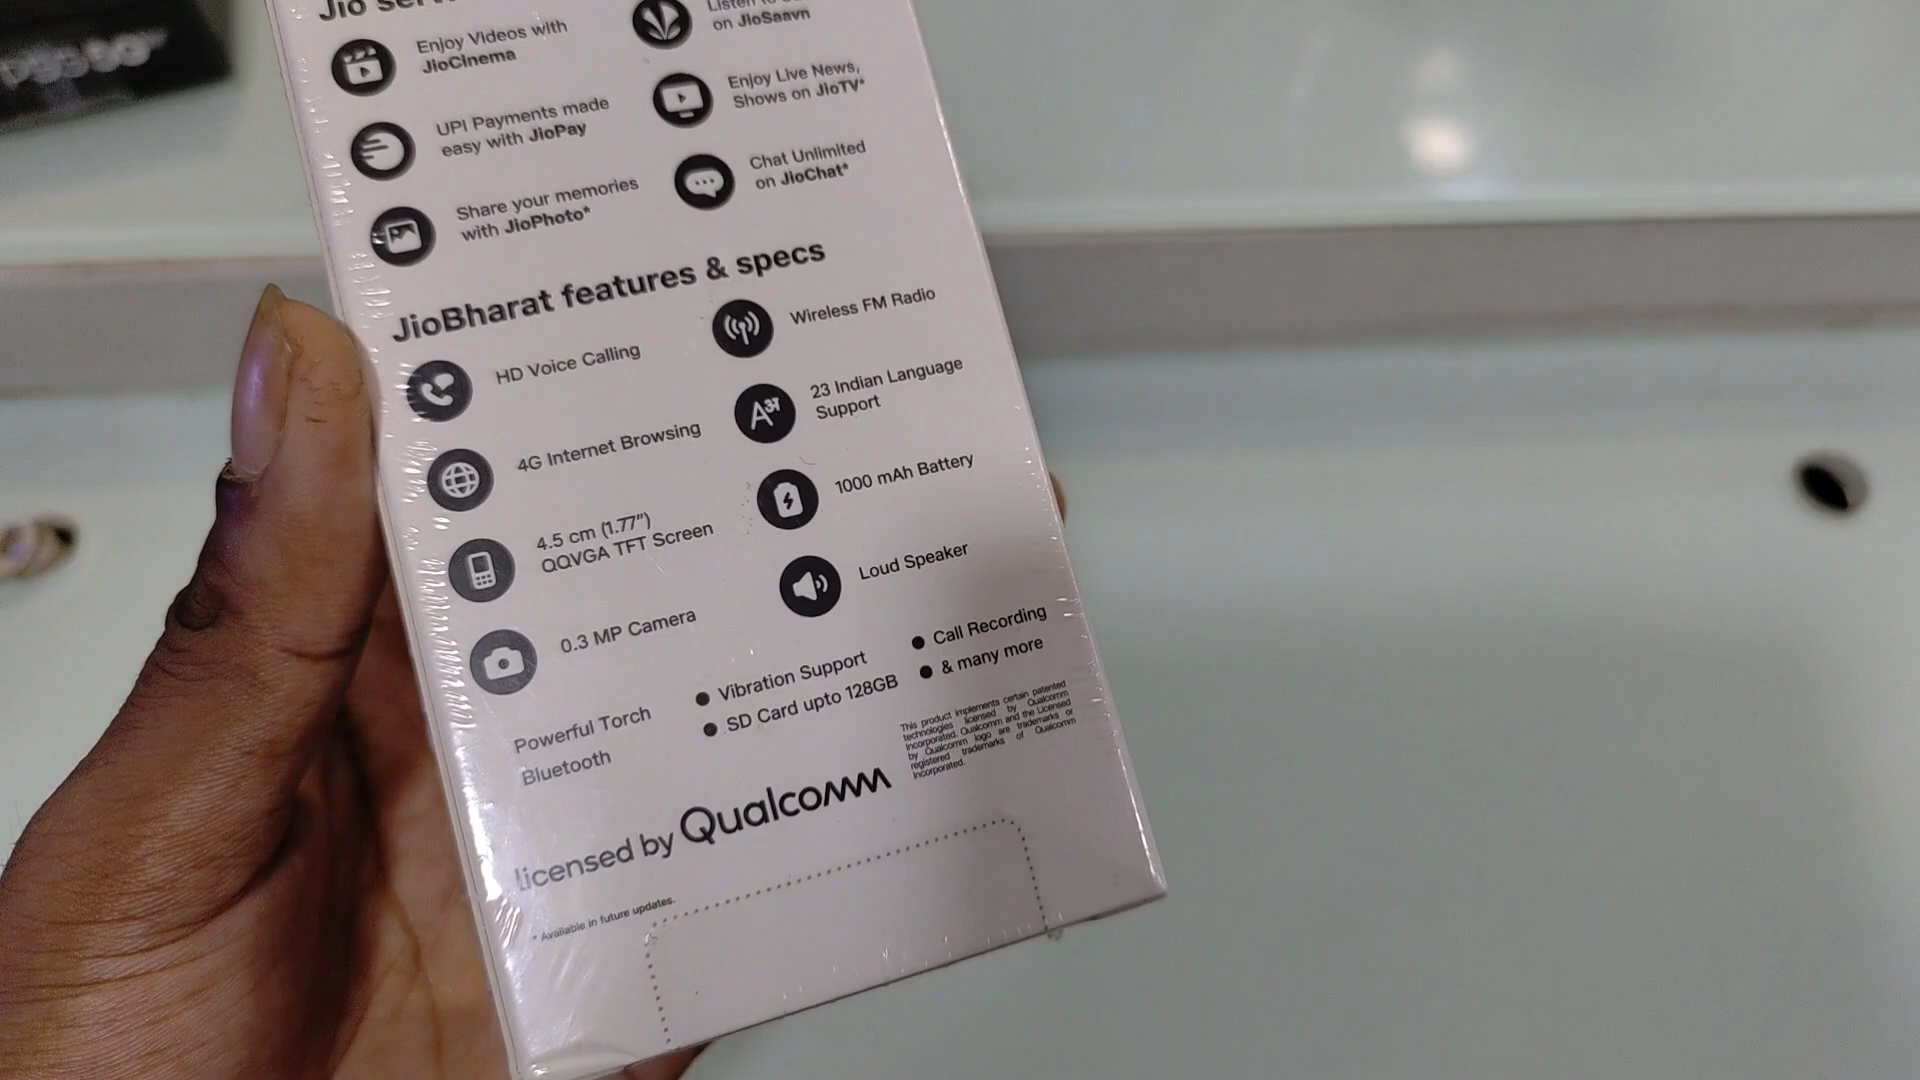 Jio
Enjoy Videos with
JioCinema
UPI Payments made
easy with JioPay
Share your memories
with JioPhoto*
Listen to
on JioSaavn
Enjoy Live News,
Shows on JioTV*
Chat Unlimited
on JioChat*
JioBharat features & specs
HD Voice Calling
4G Internet Browsing
4.5 cm (1.77”)
QQVGA TFT Screen
0.3 MP Camera
Wireless FM Radio
A अ
23 Indian Language
Support
1000 mAh Battery
Loud Speaker
Powerful Torch
Bluetooth
• Vibration Support
• SD Card upto 128GB
• Call Recording
• & many more
licensed by Qualcomm
This product implements certain patented
technologies licensed by Qualcomm
Incorporated. Qualcomm and the Licensed
by Qualcomm logo are trademarks or
registered trademarks of Qualcomm
Incorporated.
* Available in future updates.